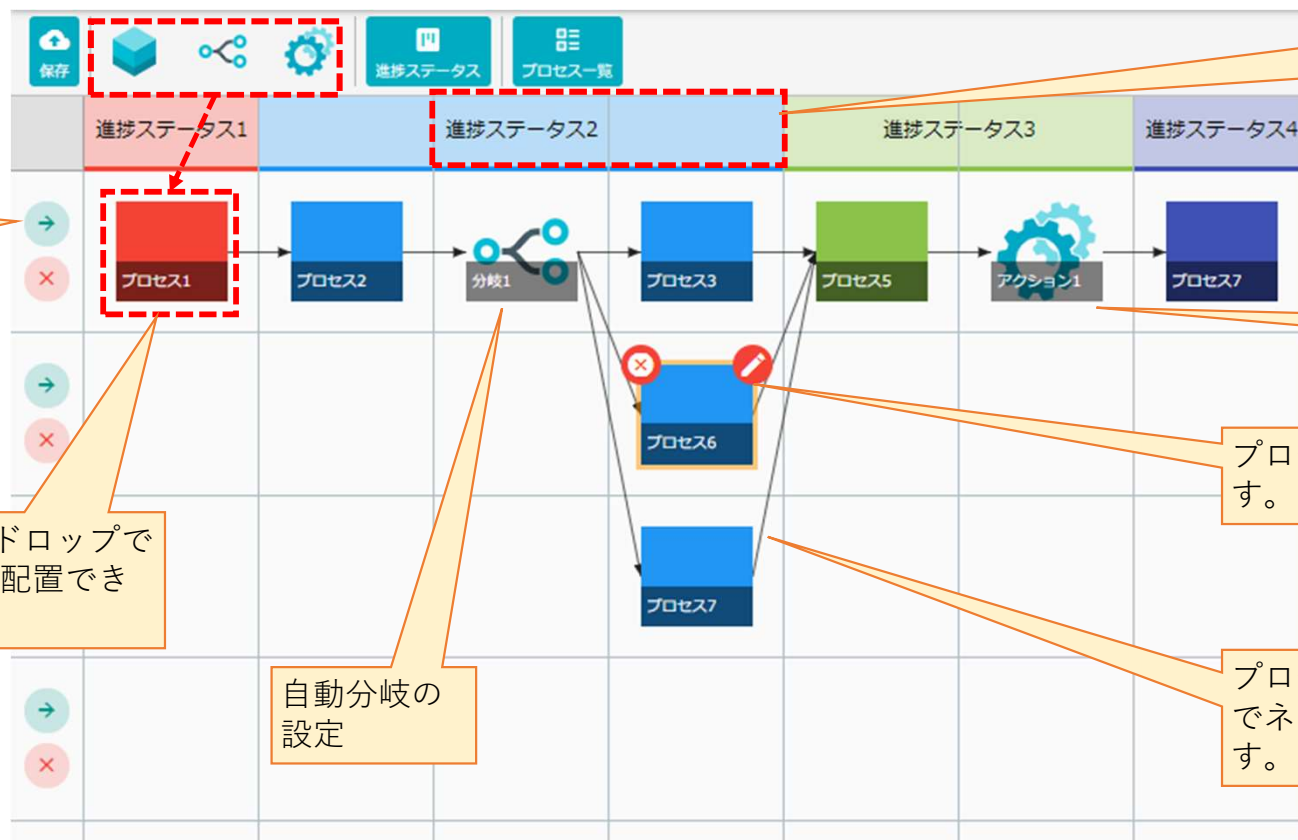 保存
進捗ステータス
プロセス一覧
進捗ステータス1
進捗ステータス2
進捗ステータス3
進捗ステータス4
プロセス1
プロセス2
分岐1
プロセス3
プロセス5
アクション1
プロセス7
プロセス6
プロ
す。
ドロップで
配置でき
プロセス7
自動分岐の
設定
プロ
でネ
す。